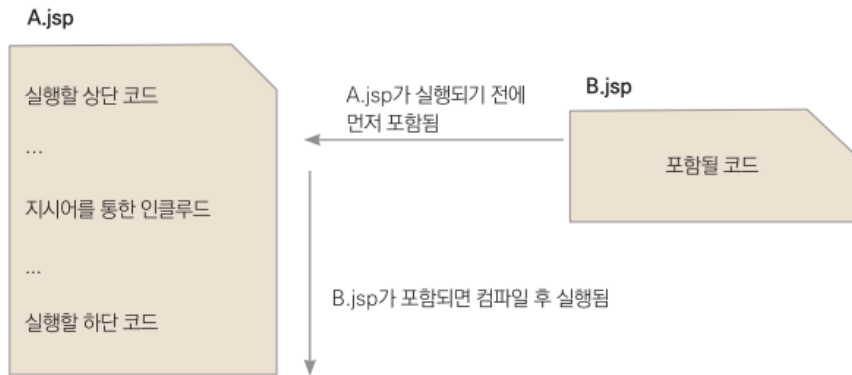 A.jsp
실행할 상단 코드
...
지시어를 통한 인클루드
...
실행할 하단 코드
A.jsp가 실행되기 전에
먼저 포함됨
B.jsp
포함될 코드
B.jsp가 포함되면 컴파일 후 실행됨